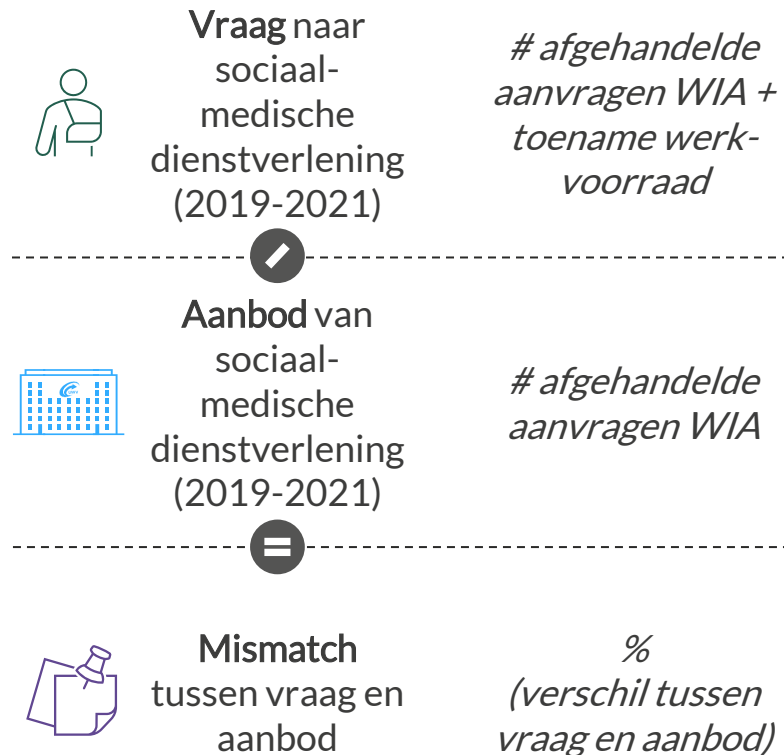 Vraag naar
sociaal-
medische
dienstverlening
(2019-2021)
# afgehandelde
aanvragen WIA +
toename werk-
voorraad
/
Aanbod van
sociaal-
medische
dienstverlening
(2019-2021)
# afgehandelde
aanvragen WIA
=
Mismatch
tussen vraag en
aanbod
%
(verschil tussen
vraag en aanbod)